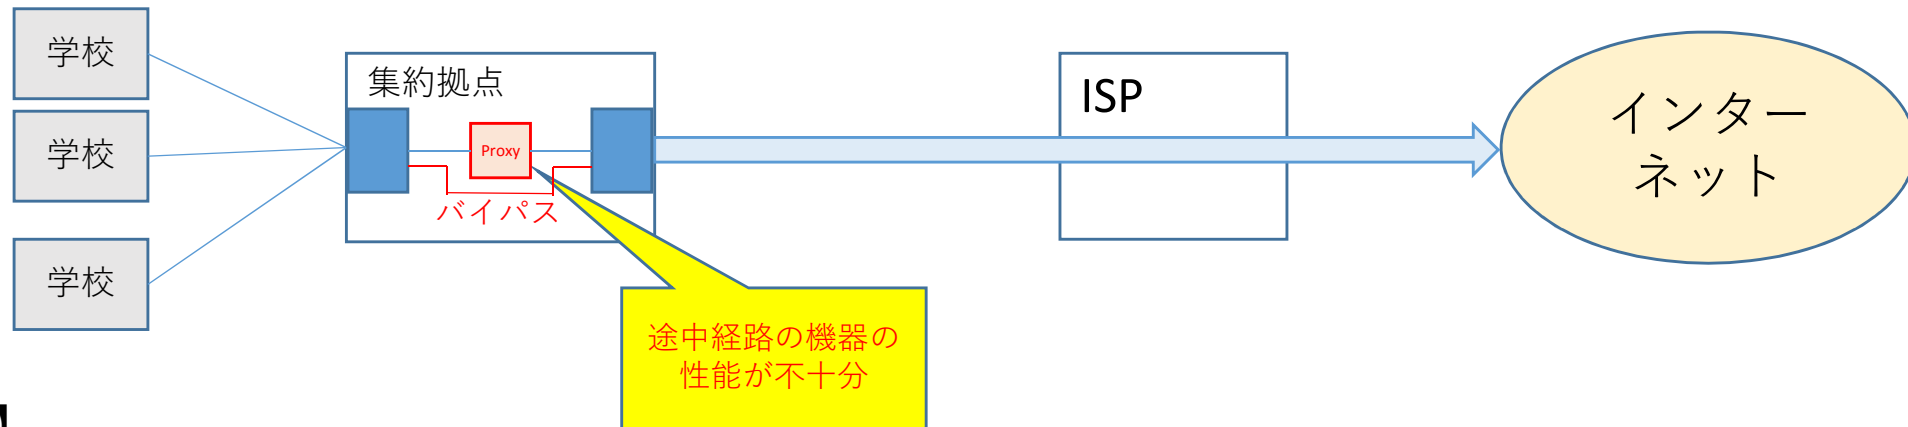 学校
学校
学校
集約拠点
Proxy
バイパス
途中経路の機器の
性能が不十分
ISP
インター
ネット